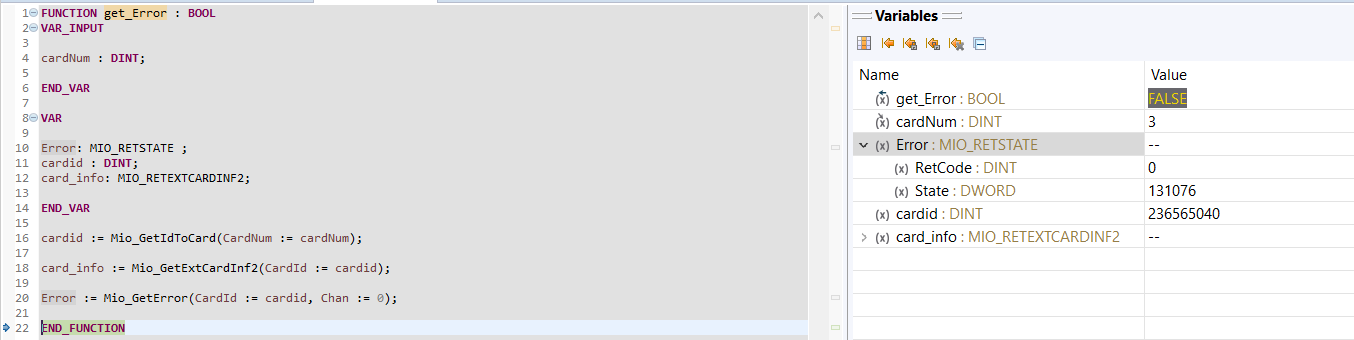 1 FUNCTION get_Error : BOOL
2 VAR_INPUT
3
4 cardNum : DINT;
5
6 END_VAR
7
8 VAR
9
10 Error: MIO_RETSTATE ;
11 cardid : DINT;
12 card_info: MIO_RETEXTCARDINF2;
13
14 END_VAR
15
16 cardid := Mio_GetIdToCard(CardNum := cardNum);
17
18 card_info := Mio_GetExtCardInf2(CardId := cardid);
19
20 Error := Mio_GetError(CardId := cardid, Chan := 0);
21
22 END_FUNCTION
Variables
Name Value
(x) get_Error : BOOL FALSE
(x) cardNum : DINT 3
(x) Error : MIO_RETSTATE --
(x) RetCode : DINT 0
(x) State : DWORD 131076
(x) cardid : DINT 236565040
(x) card_info : MIO_RETEXTCARDINF2 --